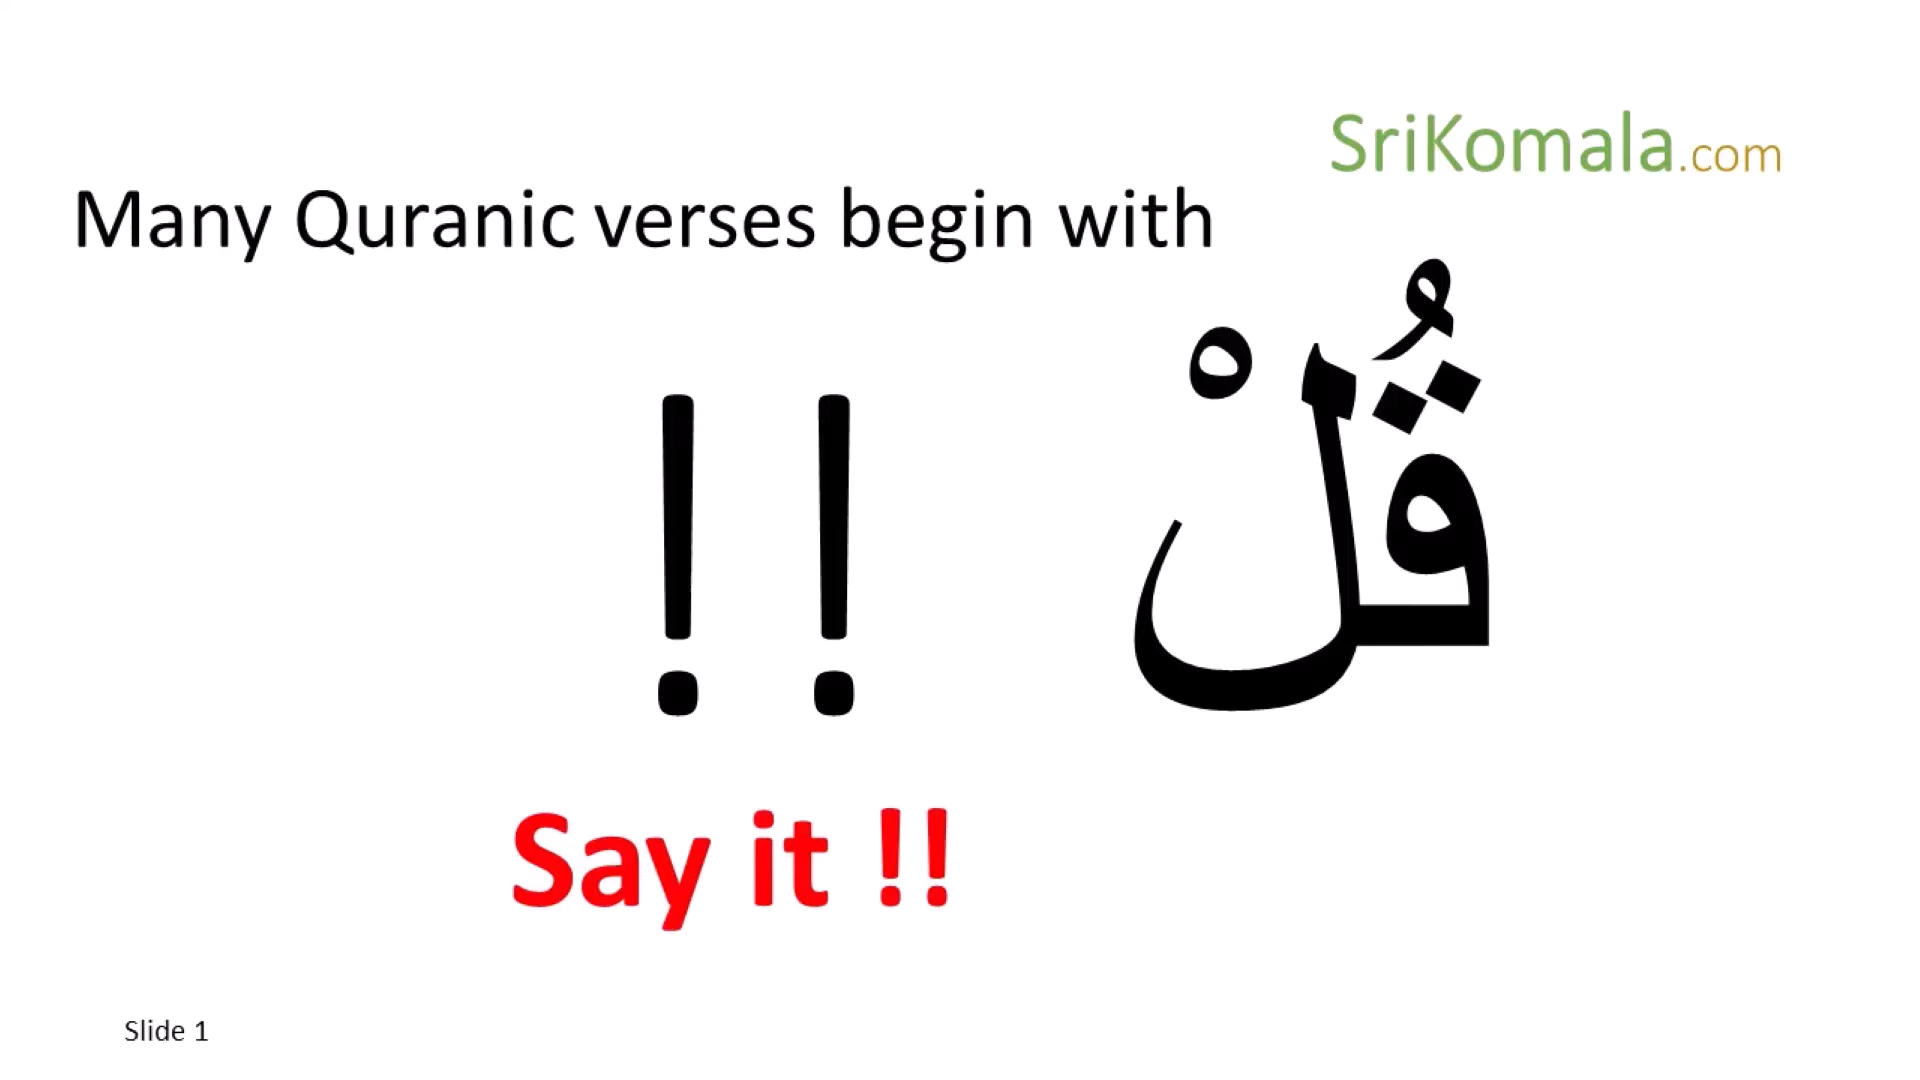 SriKomala.com
Many Quranic verses begin with
قُلْ !!
Say it !!
Slide 1